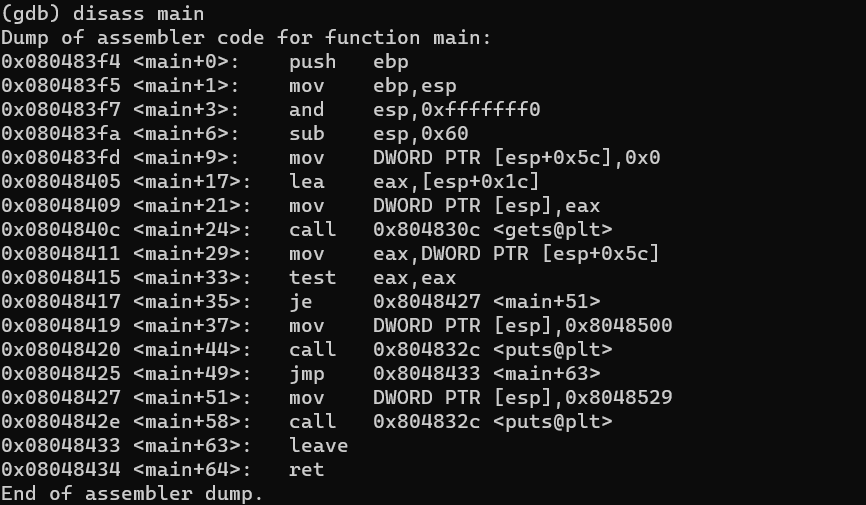 (gdb) disass main
Dump of assembler code for function main:
0x080483f4 <main+0>:    push   ebp
0x080483f5 <main+1>:    mov    ebp,esp
0x080483f7 <main+3>:    and    esp,0xfffffff0
0x080483fa <main+6>:    sub    esp,0x60
0x080483fd <main+9>:    mov    DWORD PTR [esp+0x5c],0x0
0x08048405 <main+17>:   lea    eax,[esp+0x1c]
0x08048409 <main+21>:   mov    DWORD PTR [esp],eax
0x0804840c <main+24>:   call   0x804830c <gets@plt>
0x08048411 <main+29>:   mov    eax,DWORD PTR [esp+0x5c]
0x08048415 <main+33>:   test   eax,eax
0x08048417 <main+35>:   je     0x8048427 <main+51>
0x08048419 <main+37>:   mov    DWORD PTR [esp],0x8048500
0x08048420 <main+44>:   call   0x804832c <puts@plt>
0x08048425 <main+49>:   jmp    0x8048433 <main+63>
0x08048427 <main+51>:   mov    DWORD PTR [esp],0x8048529
0x0804842e <main+58>:   call   0x804832c <puts@plt>
0x08048433 <main+63>:   leave
0x08048434 <main+64>:   ret
End of assembler dump.